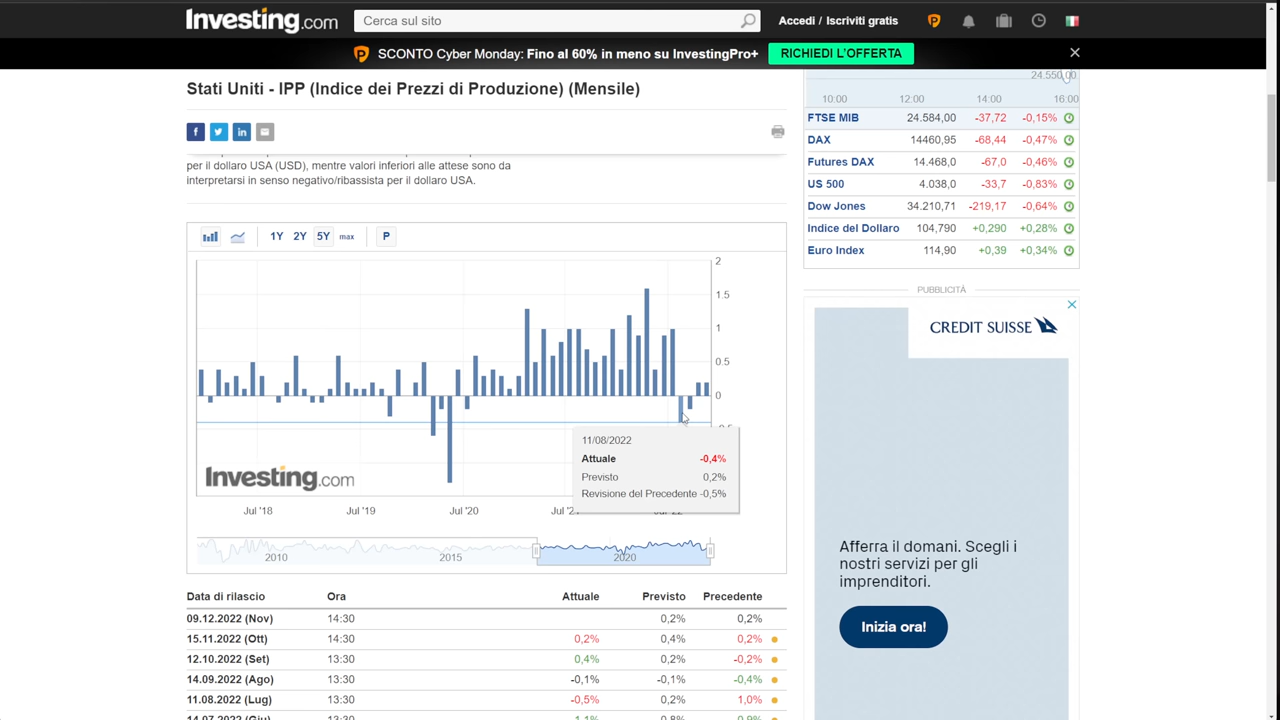 Investing.com
Cerca sul sito
Accedi / Iscriviti gratis
SCONTO Cyber Monday: Fino al 60% in meno su InvestingPro+
RICHIEDI L'OFFERTA
Stati Uniti - IPP (Indice dei Prezzi di Produzione) (Mensile)
per il dollaro USA (USD), mentre valori inferiori alle attese sono da
interpretarsi in senso negativo/ribassista per il dollaro USA.
1Y 2Y 5Y max P
2
1.5
1
0.5
0
Investing.com
11/08/2022
Attuale -0,4%
Previsto 0,2%
Revisione del Precedente -0,5%
Jul '18 Jul '19 Jul '20
2010 2015 2020
Data di rilascio Ora Attuale Previsto Precedente
09.12.2022 (Nov) 14:30 0,2% 0,2%
15.11.2022 (Ott) 14:30 0,2% 0,4% 0,2%
12.10.2022 (Set) 13:30 0,4% 0,2% -0,2%
14.09.2022 (Ago) 13:30 -0,1% -0,1% -0,4%
11.08.2022 (Lug) 13:30 -0,5% 0,2% 1,0%
14.07.2022 (Giu) 13:30 1,1% 0,8% 0,9%
24.550,00
10:00 12:00 14:00 16:00
FTSE MIB 24.584,00 -37,72 -0,15%
DAX 14460,95 -68,44 -0,47%
Futures DAX 14.468,0 -67,0 -0,46%
US 500 4.038,0 -33,7 -0,83%
Dow Jones 34.210,71 -219,17 -0,64%
Indice del Dollaro 104,790 +0,290 +0,28%
Euro Index 114,90 +0,39 +0,34%
PUBBLICITÀ
CREDIT SUISSE
Afferra il domani. Scegli i
nostri servizi per gli
imprenditori.
Inizia ora!